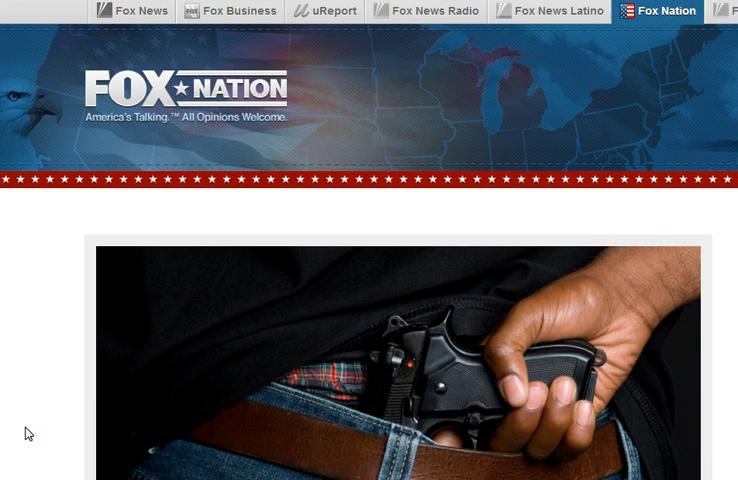 Fox News
Fox Business
uReport
Fox News Radio
Fox News Latino
Fox Nation
F
FOX NATION
America's Talking.™ All Opinions Welcome.